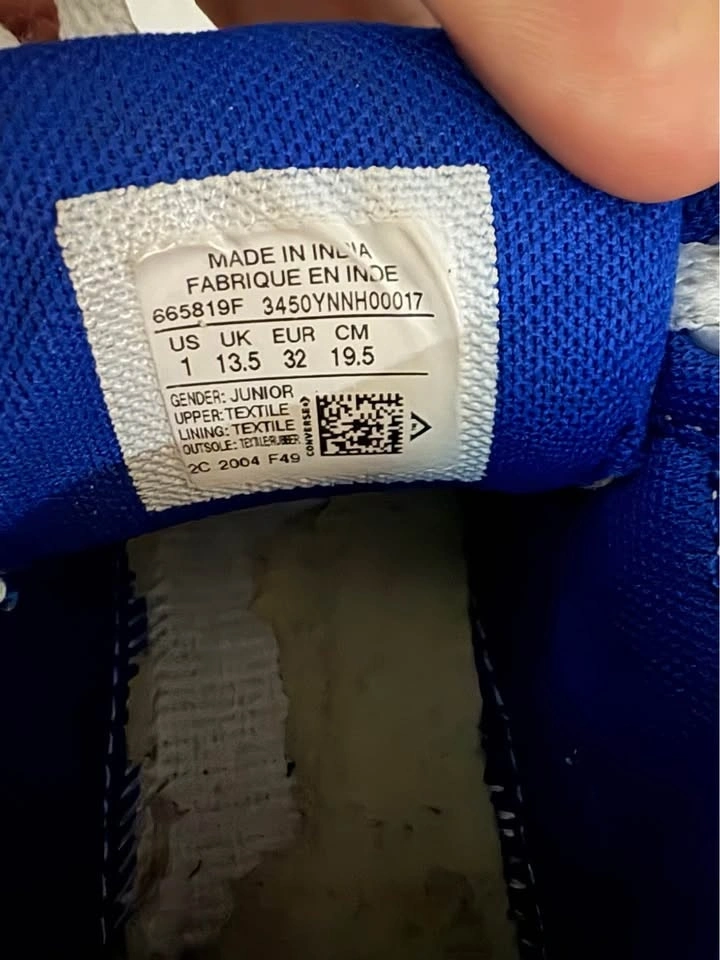 MADE IN INDIA
FABRIQUE EN INDE
665819F 3450YNNH00017
US UK EUR CM
1 13.5 32 19.5
GENDER: JUNIOR
UPPER: TEXTILE
LINING: TEXTILE
OUTSOLE: TEXTILE/RUBBER
2C 2004 F49
CONVERSE